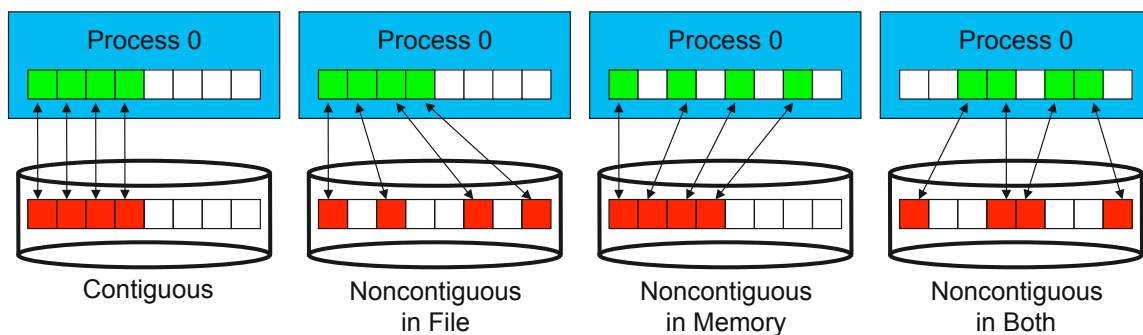 Process 0
Process 0
Process 0
Process 0
Contiguous
Noncontiguous
in File
Noncontiguous
in Memory
Noncontiguous
in Both